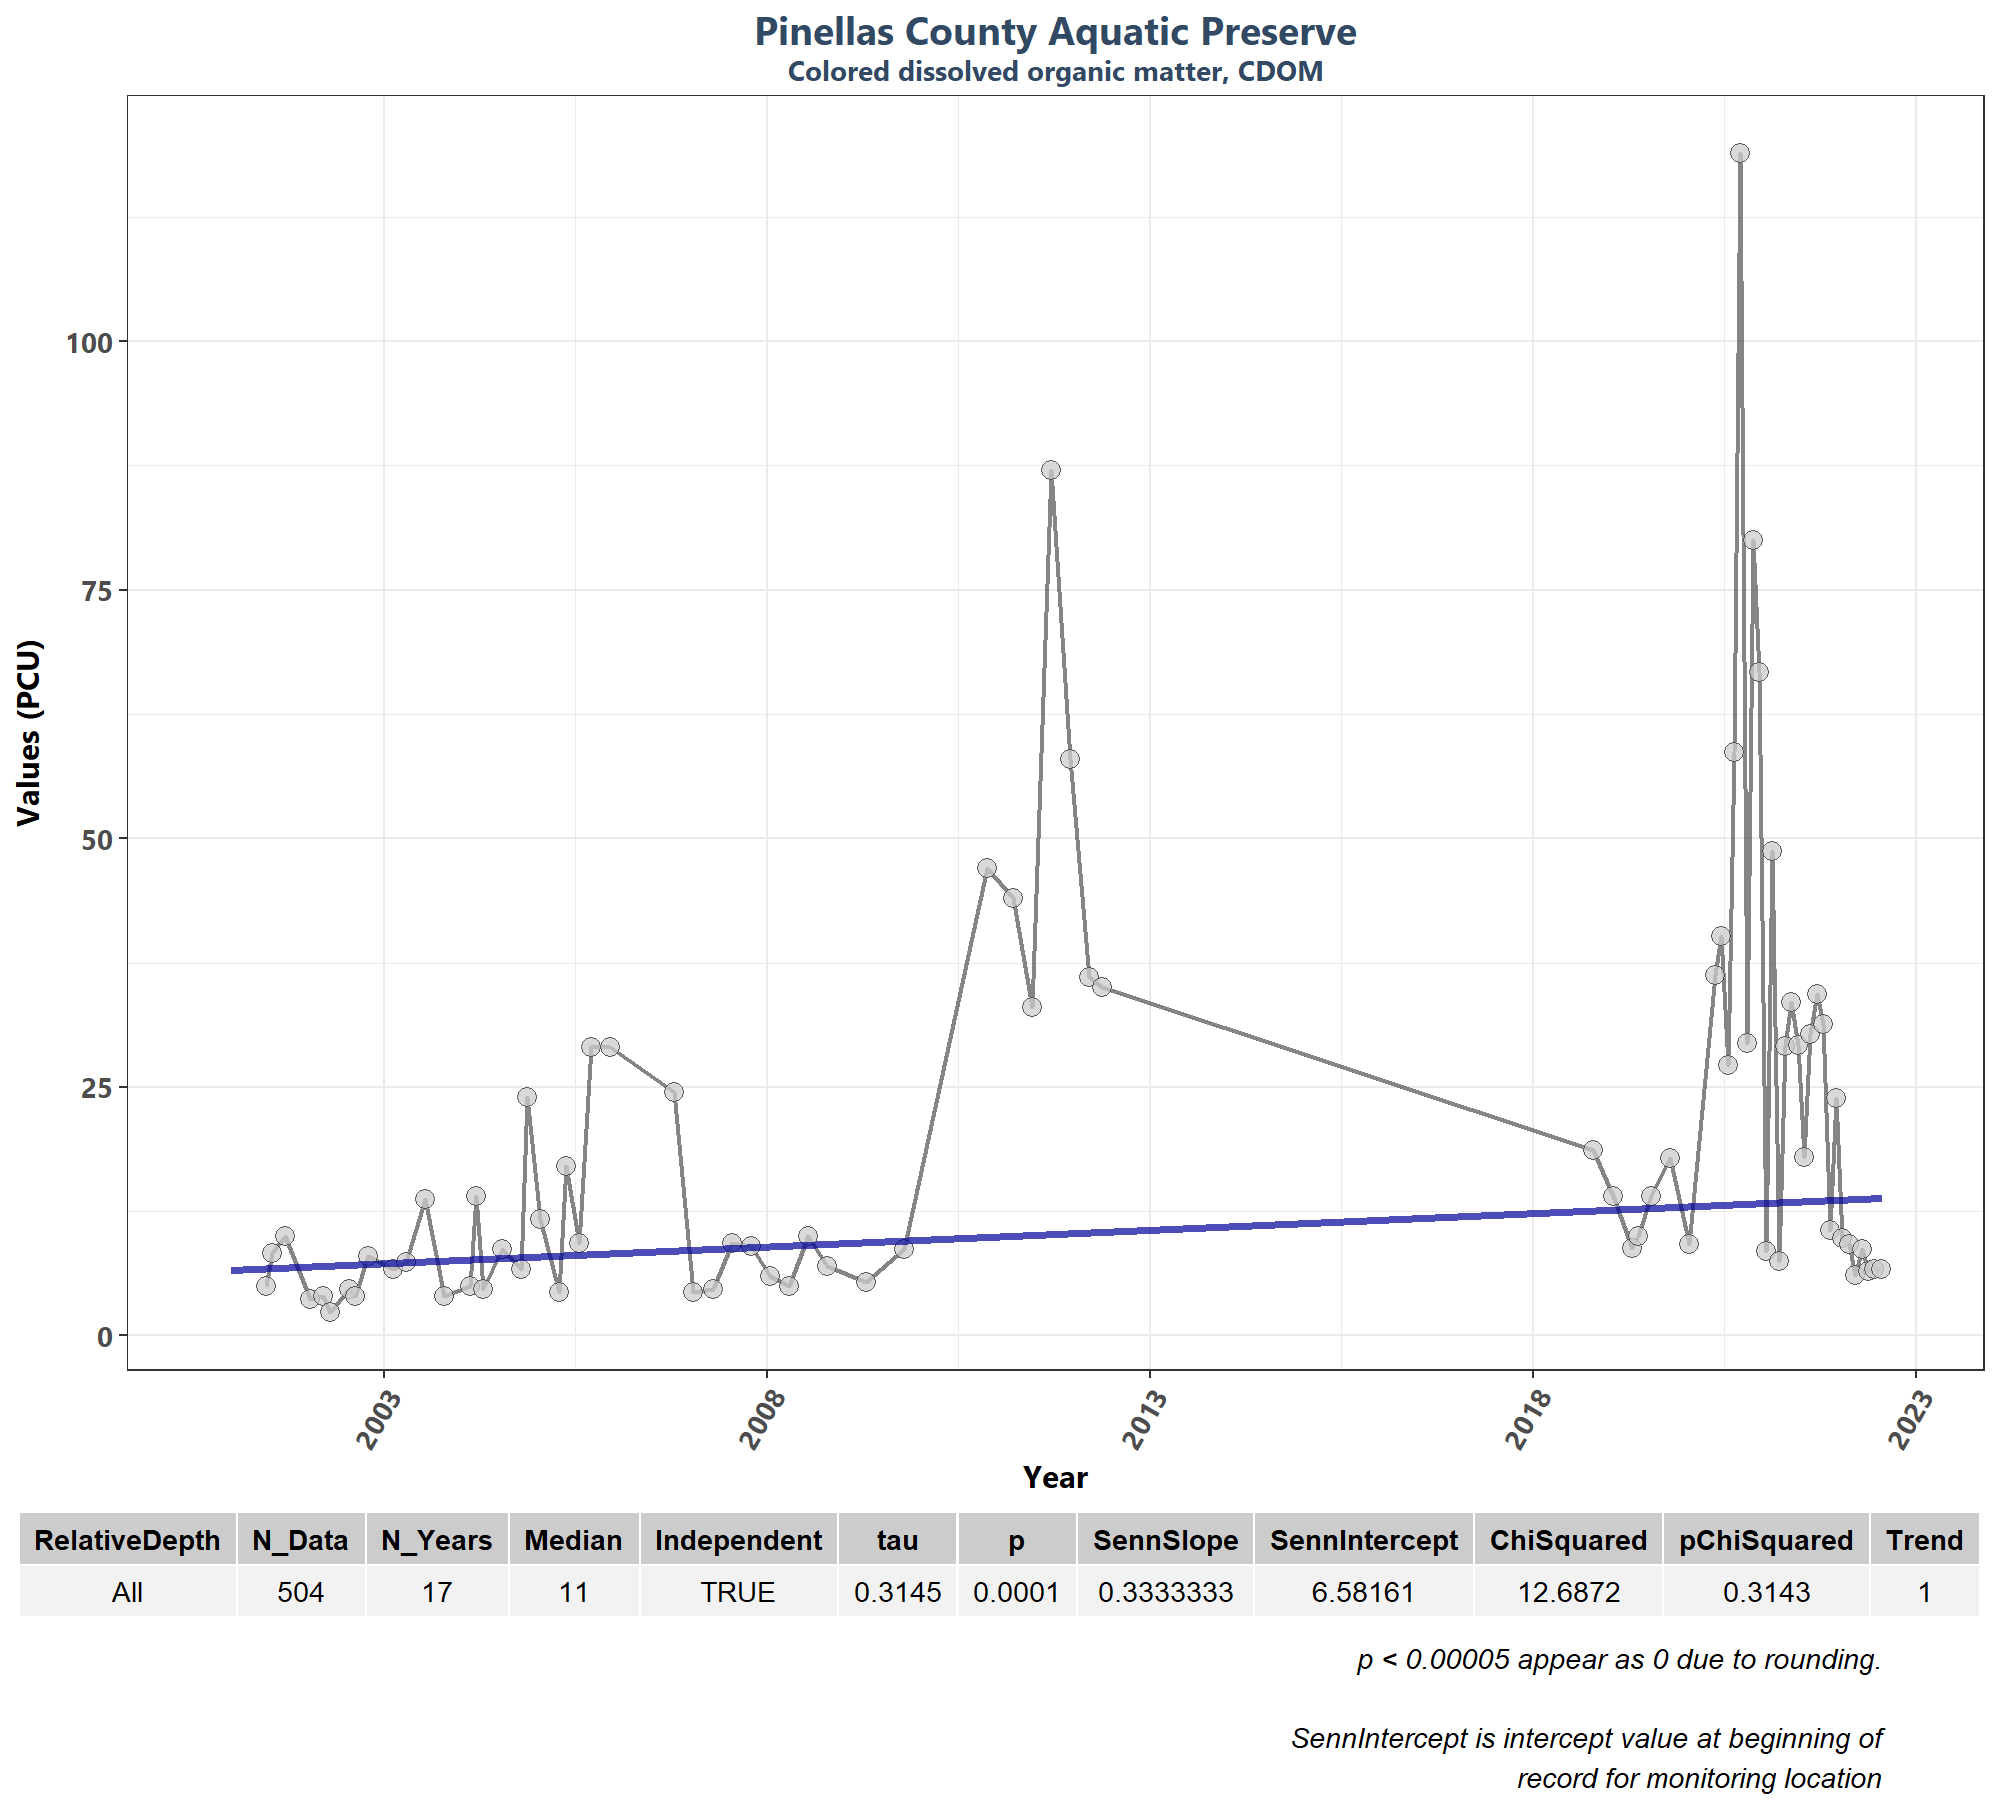 Pinellas County Aquatic Preserve
Colored dissolved organic matter, CDOM
Values (PCU)
100
75
50
25
0
2003 2008 2013 2018 2023
Year
RelativeDepth N_Data N_Years Median Independent tau p SennSlope SennIntercept ChiSquared pChiSquared Trend
All 504 17 11 TRUE 0.3145 0.0001 0.3333333 6.58161 12.6872 0.3143 1
p < 0.00005 appear as 0 due to rounding.
SennIntercept is intercept value at beginning of
record for monitoring location